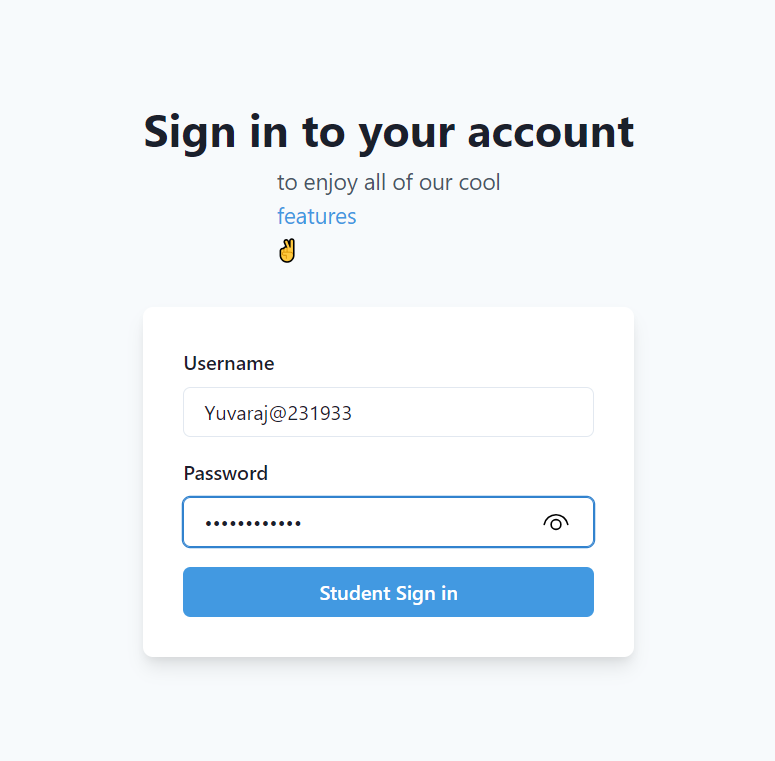 Sign in to your account
to enjoy all of our cool
features
✌
Username
Yuvaraj@231933
Password
••••••••••••
Student Sign in